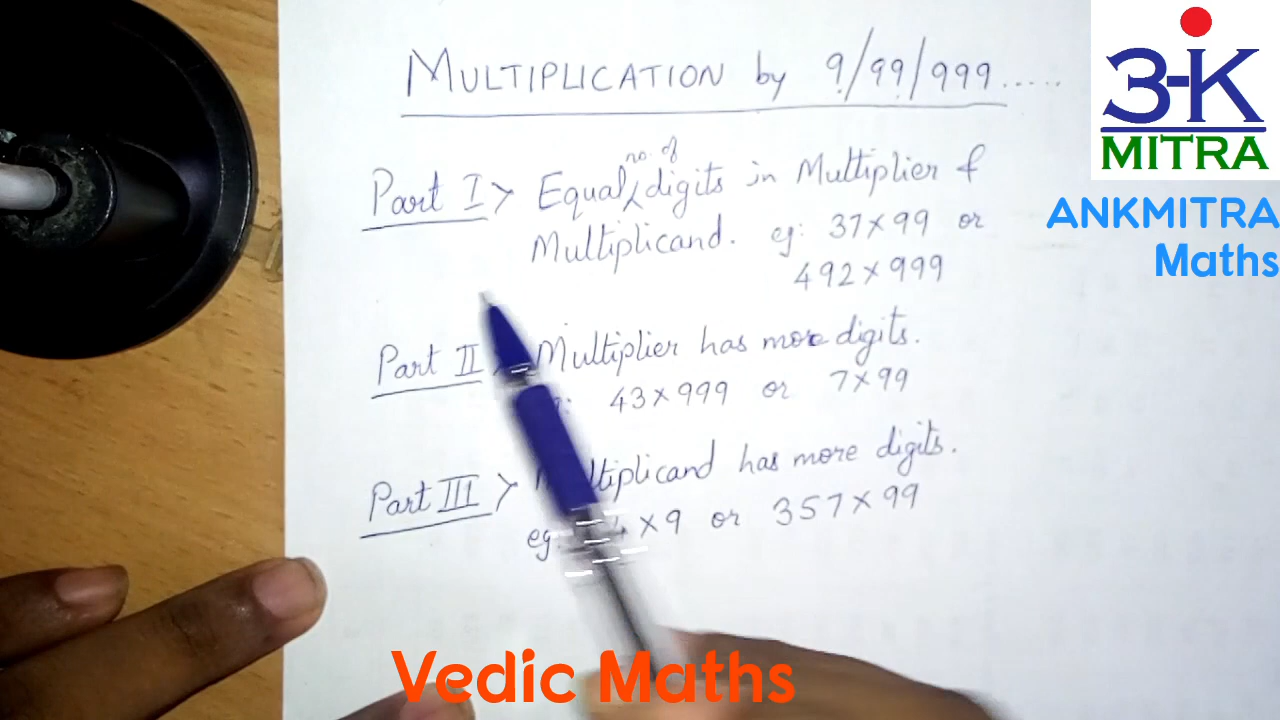 MULTIPLICATION by 9/99/999.....
Part I > Equal no. of digits in Multiplier &
Multiplicand. eg: 37×99 or
492×999
Part II Multiplier has more digits.
43×999 or 7×99
Part III > has more digits.
eg: ×9 or 357×99
3-K
MITRA
ANKMITRA
Maths
Vedic Maths